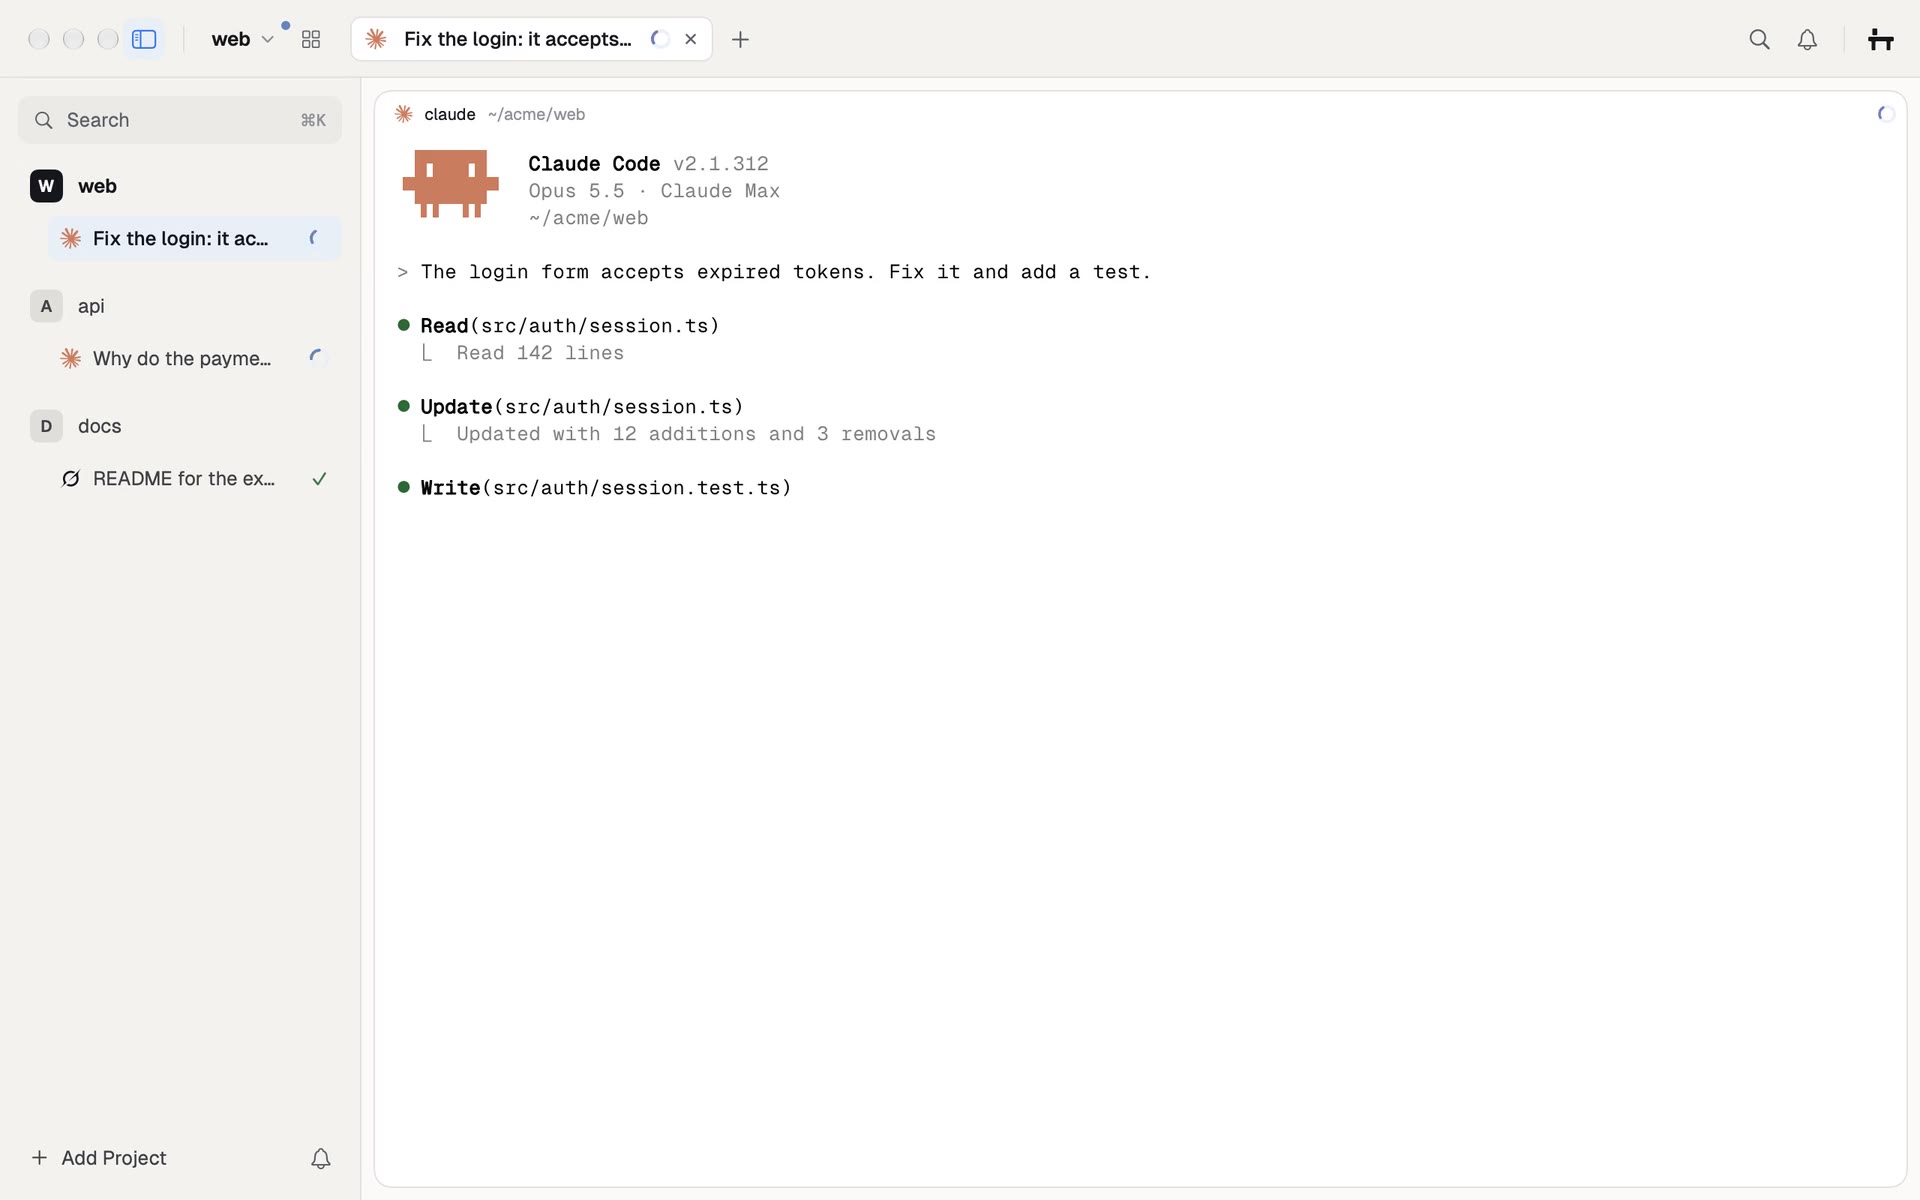 web
Fix the login: it accepts...
Search ⌘K
W web
Fix the login: it ac...
A api
Why do the payme...
D docs
README for the ex...
+ Add Project
claude ~/acme/web
Claude Code v2.1.312
Opus 5.5 · Claude Max
~/acme/web
> The login form accepts expired tokens. Fix it and add a test.
Read(src/auth/session.ts)
Read 142 lines
Update(src/auth/session.ts)
Updated with 12 additions and 3 removals
Write(src/auth/session.test.ts)